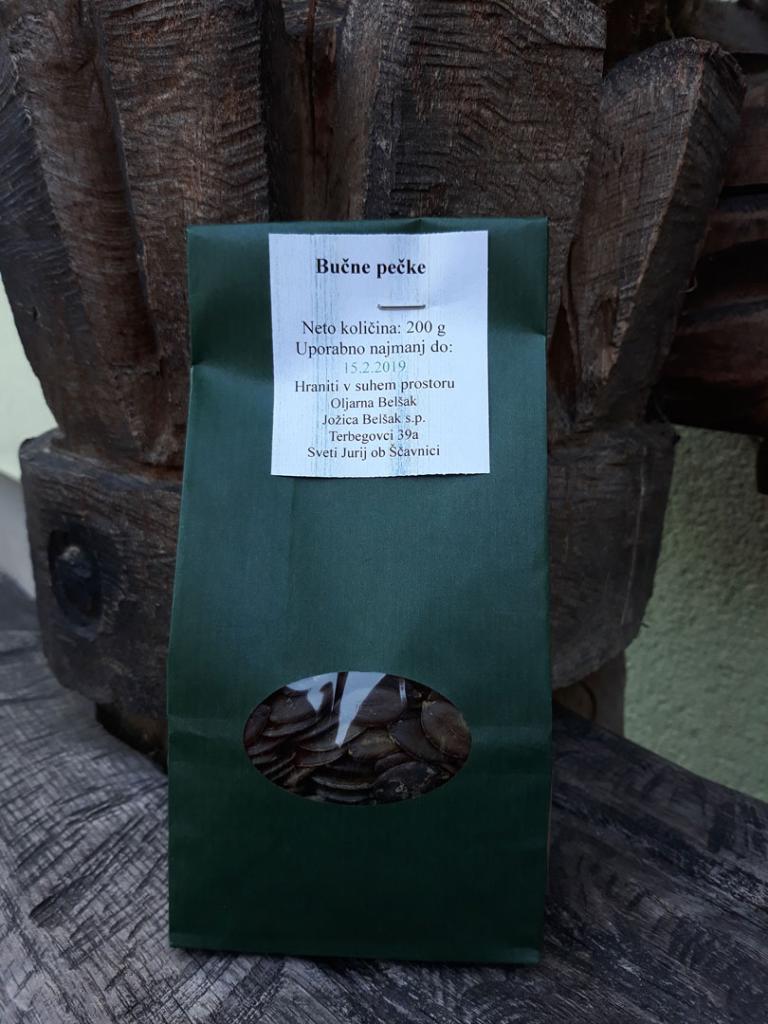 Bučne pečke
Neto količina: 200 g
Uporabno najmanj do:
15.2.2019
Hraniti v suhem prostoru
Oljarna Belšak
Jožica Belšak s.p.
Terbegovci 39a
Sveti Jurij ob Ščavnici